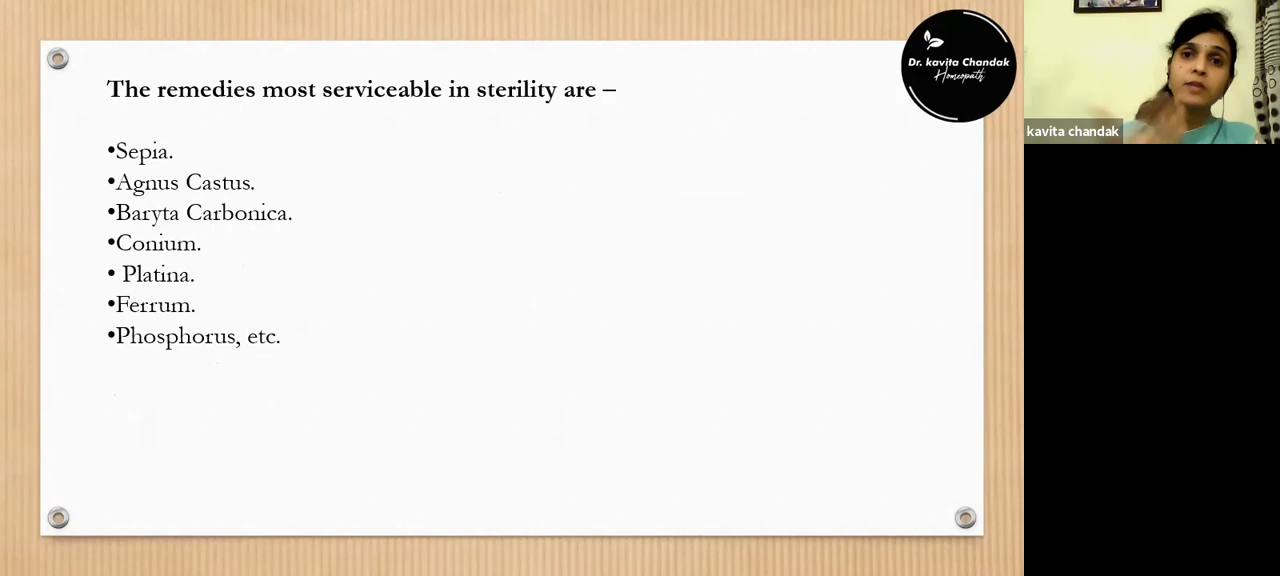 The remedies most serviceable in sterility are –
•Sepia.
•Agnus Castus.
•Baryta Carbonica.
•Conium.
• Platina.
•Ferrum.
•Phosphorus, etc.
Dr. kavita Chandak
Homeopath
kavita chandak